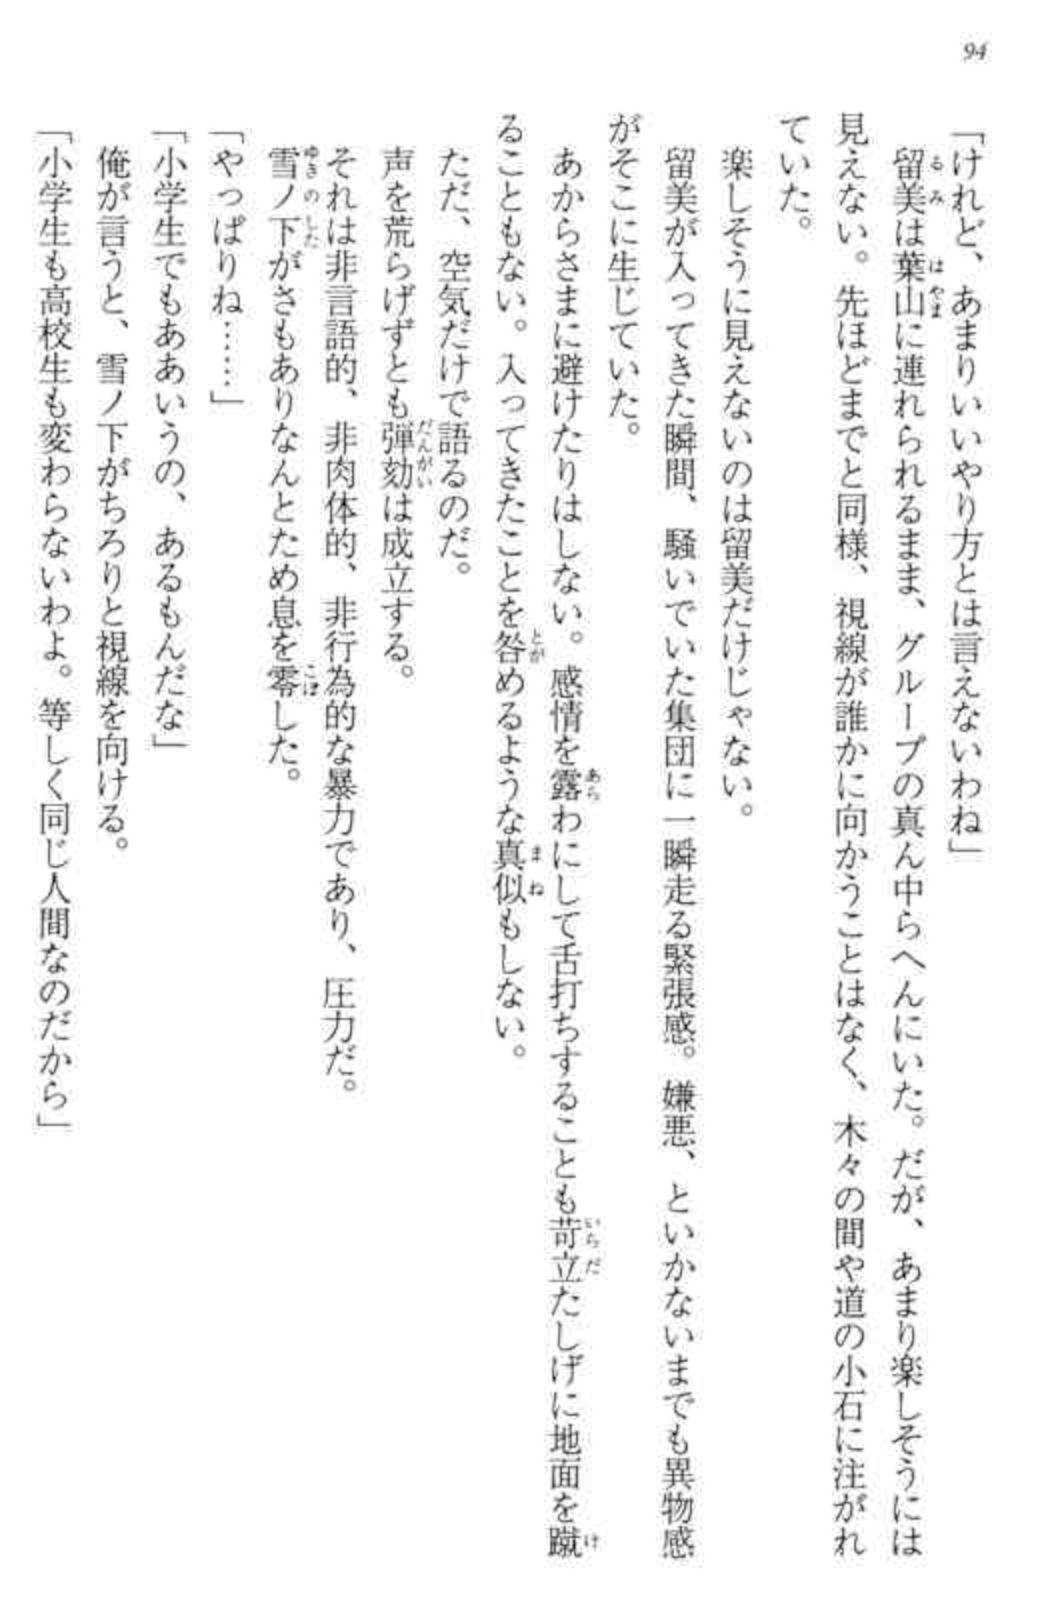 94
「けれど、あまりいいやり方とは言えないわね」
留美は葉山に連れられるまま、グループの真ん中らへんにいた。だが、あまり楽しそうには
見えない。先ほどまでと同様、視線が誰かに向かうことはなく、木々の間や道の小石に注がれ
ていた。
楽しそうに見えないのは留美だけじゃない。
留美が入ってきた瞬間、騒いでいた集団に一瞬走る緊張感。嫌悪、といかないまでも異物感
がそこに生じていた。
あからさまに避けたりはしない。感情を露わにして舌打ちすることも苛立たしげに地面を蹴
ることもない。入ってきたことを咎めるような真似もしない。
ただ、空気だけで語るのだ。
声を荒らげずとも弾劾は成立する。
それは非言語的、非肉体的、非行為的な暴力であり、圧力だ。
雪ノ下がさもありなんとため息を零した。
「やっぱりね……」
「小学生でもああいうの、あるもんだな」
俺が言うと、雪ノ下がちろりと視線を向ける。
「小学生も高校生も変わらないわよ。等しく同じ人間なのだから」